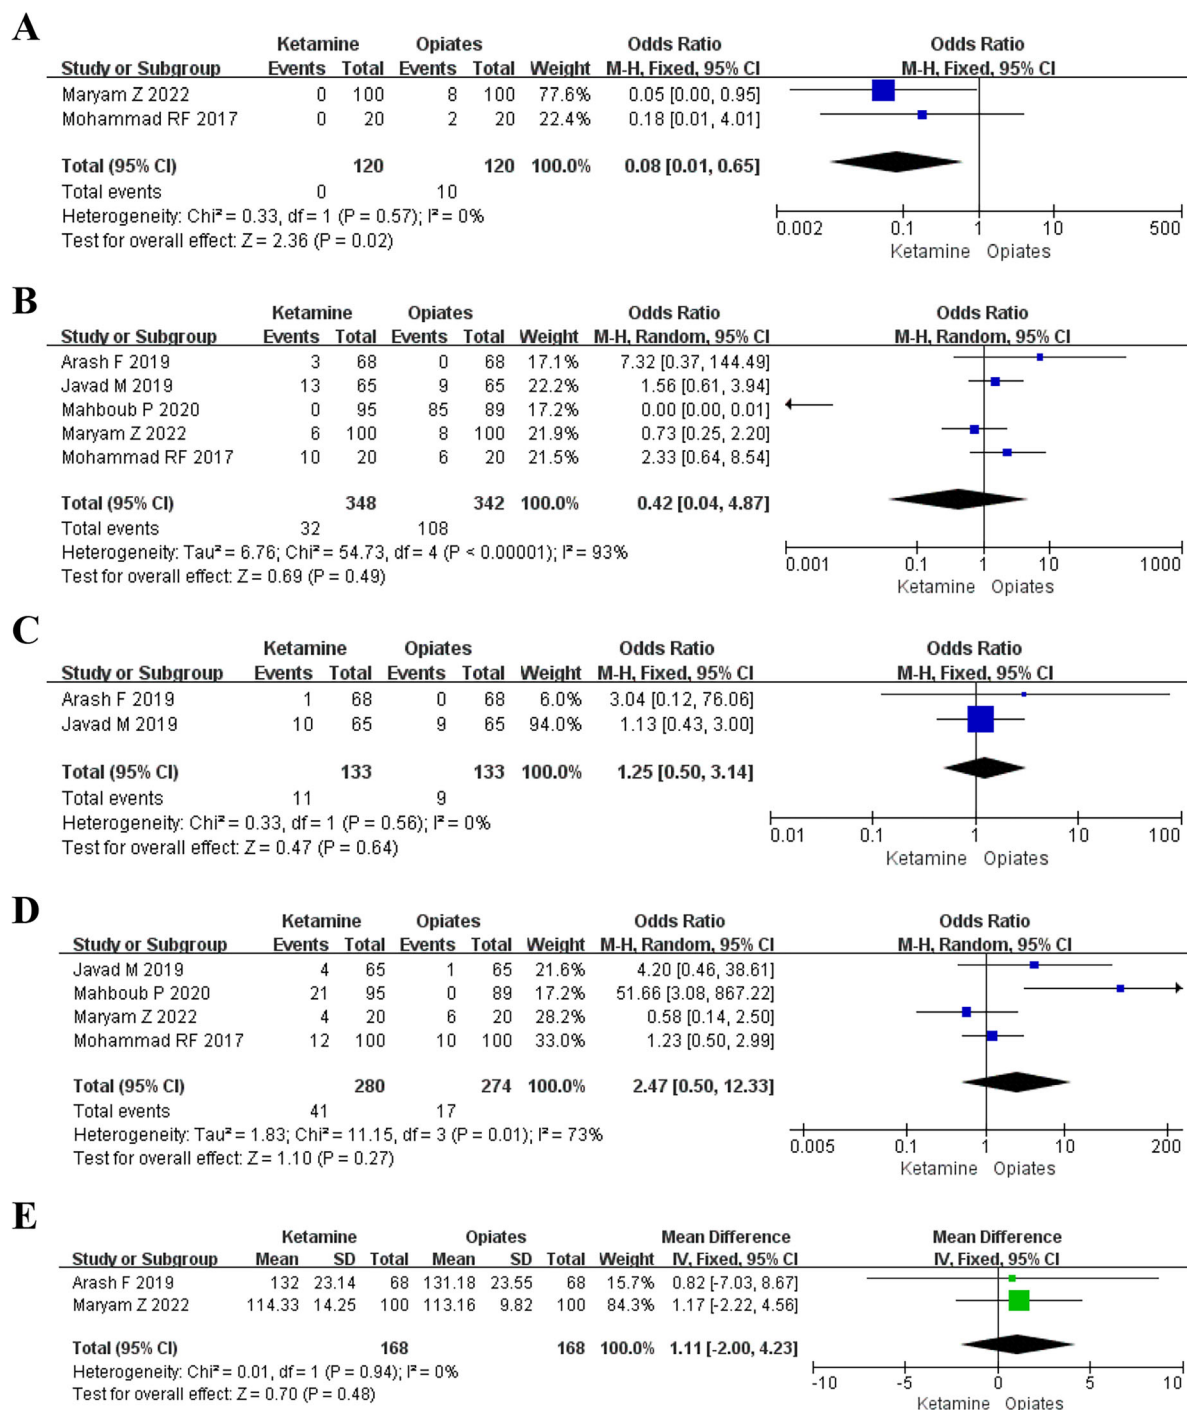 A
Ketamine Opiates Odds Ratio Odds Ratio
Study or Subgroup Events Total Events Total Weight M-H, Fixed, 95% CI M-H, Fixed, 95% CI
Maryam Z 2022 0 100 8 100 77.6% 0.05 [0.00, 0.95]
Mohammad RF 2017 0 20 2 20 22.4% 0.18 [0.01, 4.01]
Total (95% CI) 120 120 100.0% 0.08 [0.01, 0.65]
Total events 0 10
Heterogeneity: Chi² = 0.33, df = 1 (P = 0.57); I² = 0%
Test for overall effect: Z = 2.36 (P = 0.02)
0.002 0.1 1 10 500
Ketamine Opiates
B
Ketamine Opiates Odds Ratio Odds Ratio
Study or Subgroup Events Total Events Total Weight M-H, Random, 95% CI M-H, Random, 95% CI
Arash F 2019 3 68 0 68 17.1% 7.32 [0.37, 144.49]
Javad M 2019 13 65 9 65 22.2% 1.56 [0.61, 3.94]
Mahboub P 2020 0 95 85 89 17.2% 0.00 [0.00, 0.01]
Maryam Z 2022 6 100 8 100 21.9% 0.73 [0.25, 2.20]
Mohammad RF 2017 10 20 6 20 21.5% 2.33 [0.64, 8.54]
Total (95% CI) 348 342 100.0% 0.42 [0.04, 4.87]
Total events 32 108
Heterogeneity: Tau² = 6.76; Chi² = 54.73, df = 4 (P < 0.00001); I² = 93%
Test for overall effect: Z = 0.69 (P = 0.49)
0.001 0.1 1 10 1000
Ketamine Opiates
C
Ketamine Opiates Odds Ratio Odds Ratio
Study or Subgroup Events Total Events Total Weight M-H, Fixed, 95% CI M-H, Fixed, 95% CI
Arash F 2019 1 68 0 68 6.0% 3.04 [0.12, 76.06]
Javad M 2019 10 65 9 65 94.0% 1.13 [0.43, 3.00]
Total (95% CI) 133 133 100.0% 1.25 [0.50, 3.14]
Total events 11 9
Heterogeneity: Chi² = 0.33, df = 1 (P = 0.56); I² = 0%
Test for overall effect: Z = 0.47 (P = 0.64)
0.01 0.1 1 10 100
Ketamine Opiates
D
Ketamine Opiates Odds Ratio Odds Ratio
Study or Subgroup Events Total Events Total Weight M-H, Random, 95% CI M-H, Random, 95% CI
Javad M 2019 4 65 1 65 21.6% 4.20 [0.46, 38.61]
Mahboub P 2020 21 95 0 89 17.2% 51.66 [3.08, 867.22]
Maryam Z 2022 4 20 6 20 28.2% 0.58 [0.14, 2.50]
Mohammad RF 2017 12 100 10 100 33.0% 1.23 [0.50, 2.99]
Total (95% CI) 280 274 100.0% 2.47 [0.50, 12.33]
Total events 41 17
Heterogeneity: Tau² = 1.83; Chi² = 11.15, df = 3 (P = 0.01); I² = 73%
Test for overall effect: Z = 1.10 (P = 0.27)
0.005 0.1 1 10 200
Ketamine Opiates
E
Ketamine Opiates Mean Difference Mean Difference
Study or Subgroup Mean SD Total Mean SD Total Weight IV, Fixed, 95% CI IV, Fixed, 95% CI
Arash F 2019 132 23.14 68 131.18 23.55 68 15.7% 0.82 [-7.03, 8.67]
Maryam Z 2022 114.33 14.25 100 113.16 9.82 100 84.3% 1.17 [-2.22, 4.56]
Total (95% CI) 168 168 100.0% 1.11 [-2.00, 4.23]
Heterogeneity: Chi² = 0.01, df = 1 (P = 0.94); I² = 0%
Test for overall effect: Z = 0.70 (P = 0.48)
-10 -5 0 5 10
Ketamine Opiates